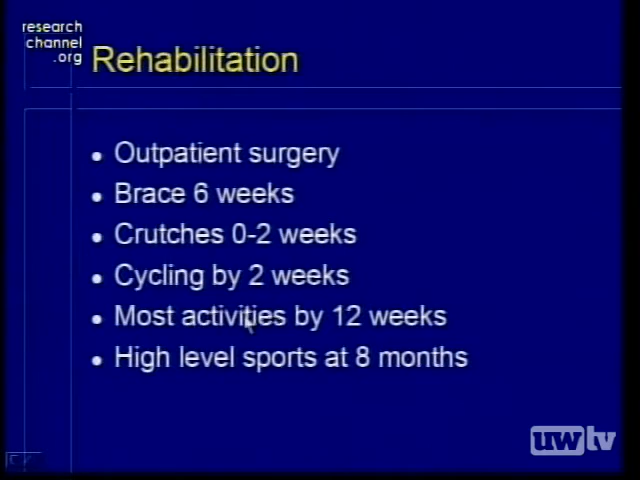 research
channel
.org
Rehabilitation
Outpatient surgery
Brace 6 weeks
Crutches 0-2 weeks
Cycling by 2 weeks
Most activities by 12 weeks
High level sports at 8 months
uwtv